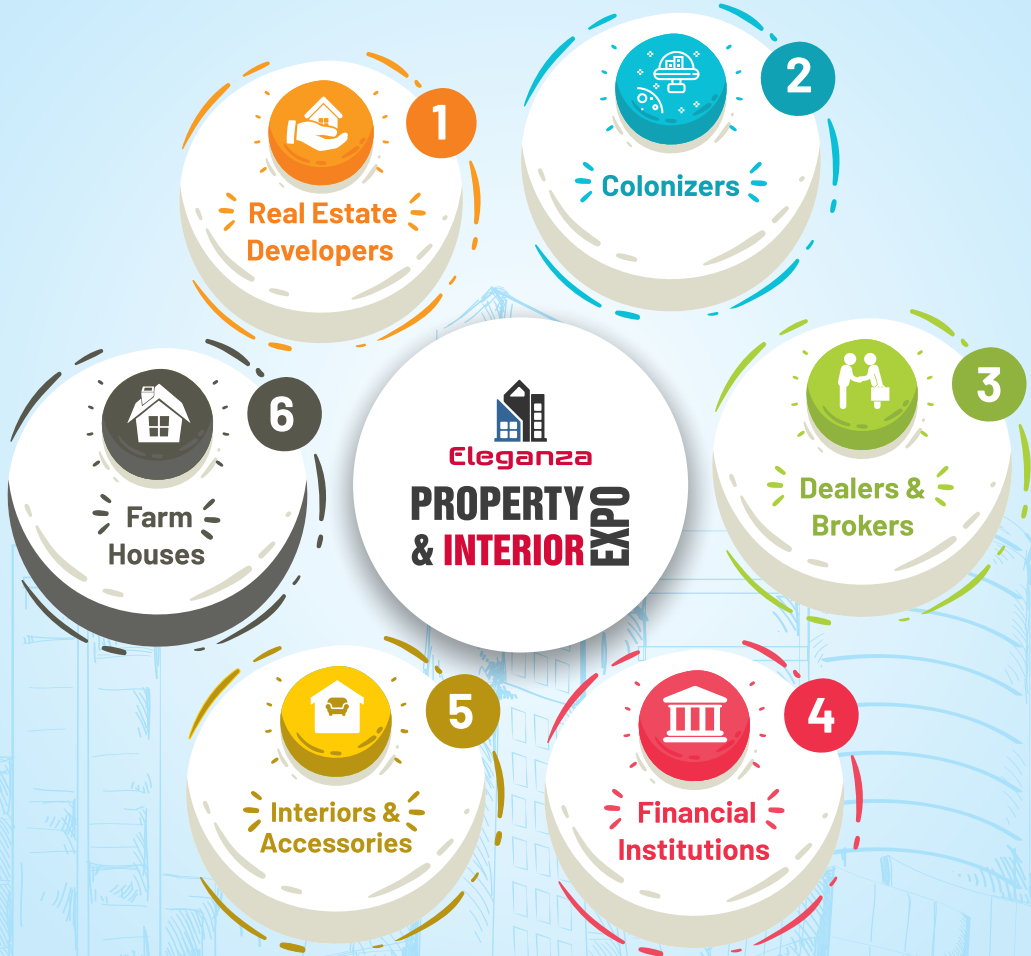 1
Real Estate
Developers
2
Colonizers
3
Dealers &
Brokers
4
Financial
Institutions
5
Interiors &
Accessories
6
Farm
Houses
Eleganza
PROPERTY
& INTERIOR
EXPO